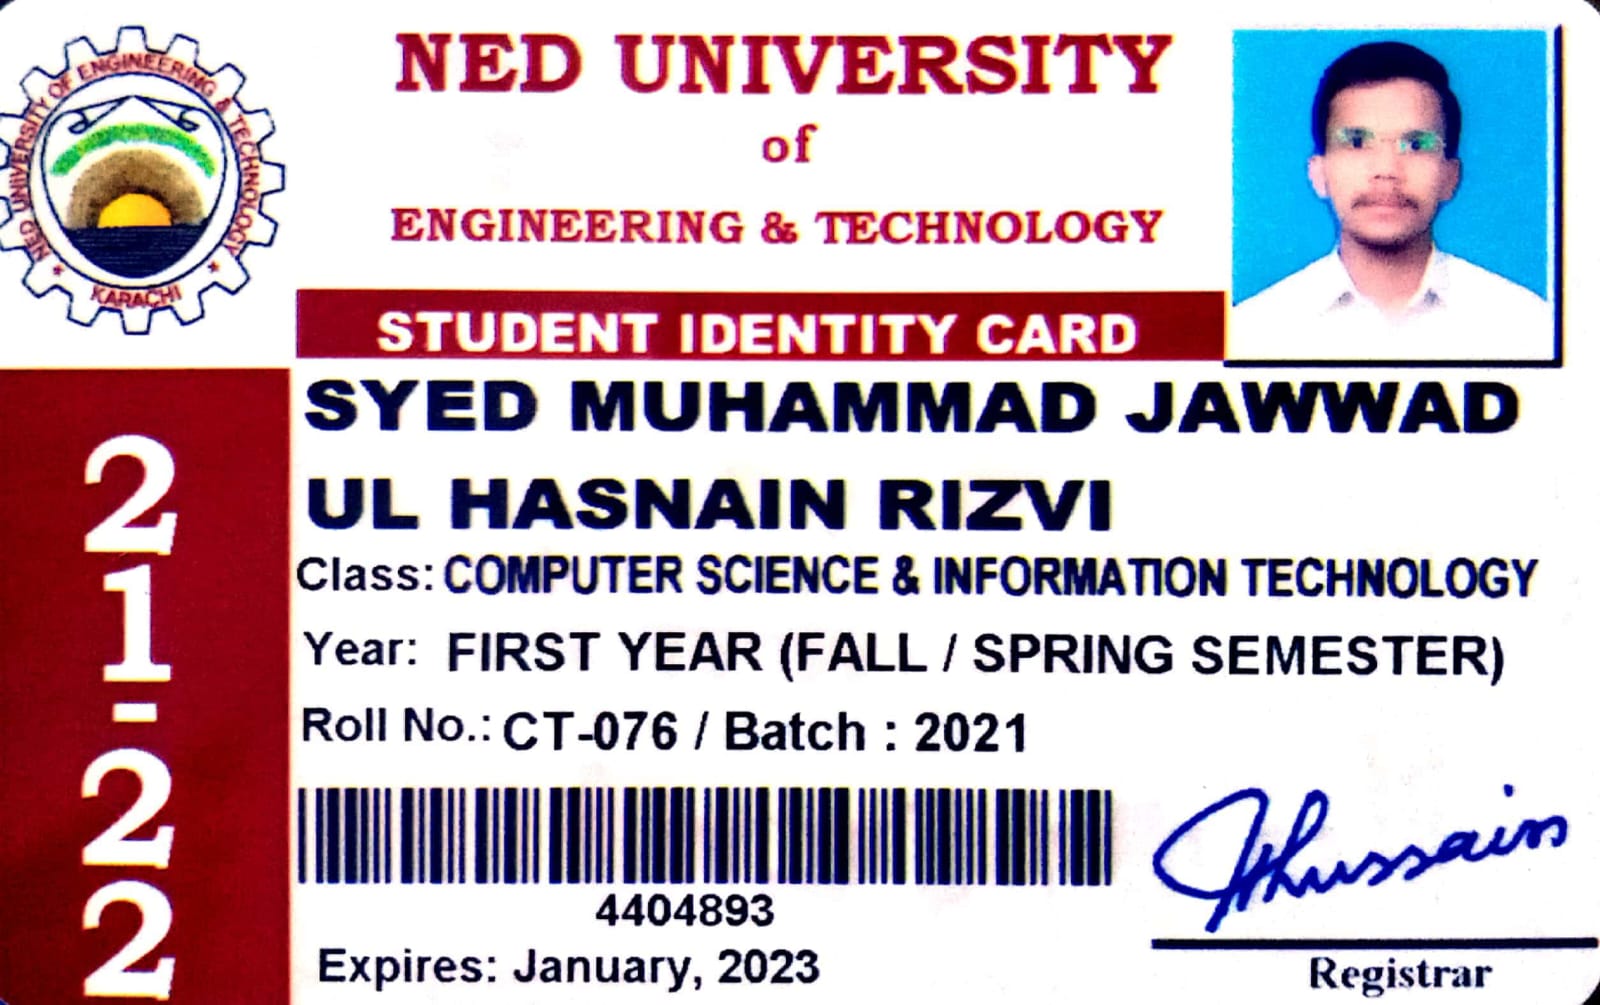 NED UNIVERSITY OF ENGINEERING & TECHNOLOGY
KARACHI
NED UNIVERSITY
of
ENGINEERING & TECHNOLOGY
STUDENT IDENTITY CARD
21-22
SYED MUHAMMAD JAWWAD
UL HASNAIN RIZVI
Class: COMPUTER SCIENCE & INFORMATION TECHNOLOGY
Year: FIRST YEAR (FALL / SPRING SEMESTER)
Roll No.: CT-076 / Batch : 2021
4404893
Expires: January, 2023
Registrar